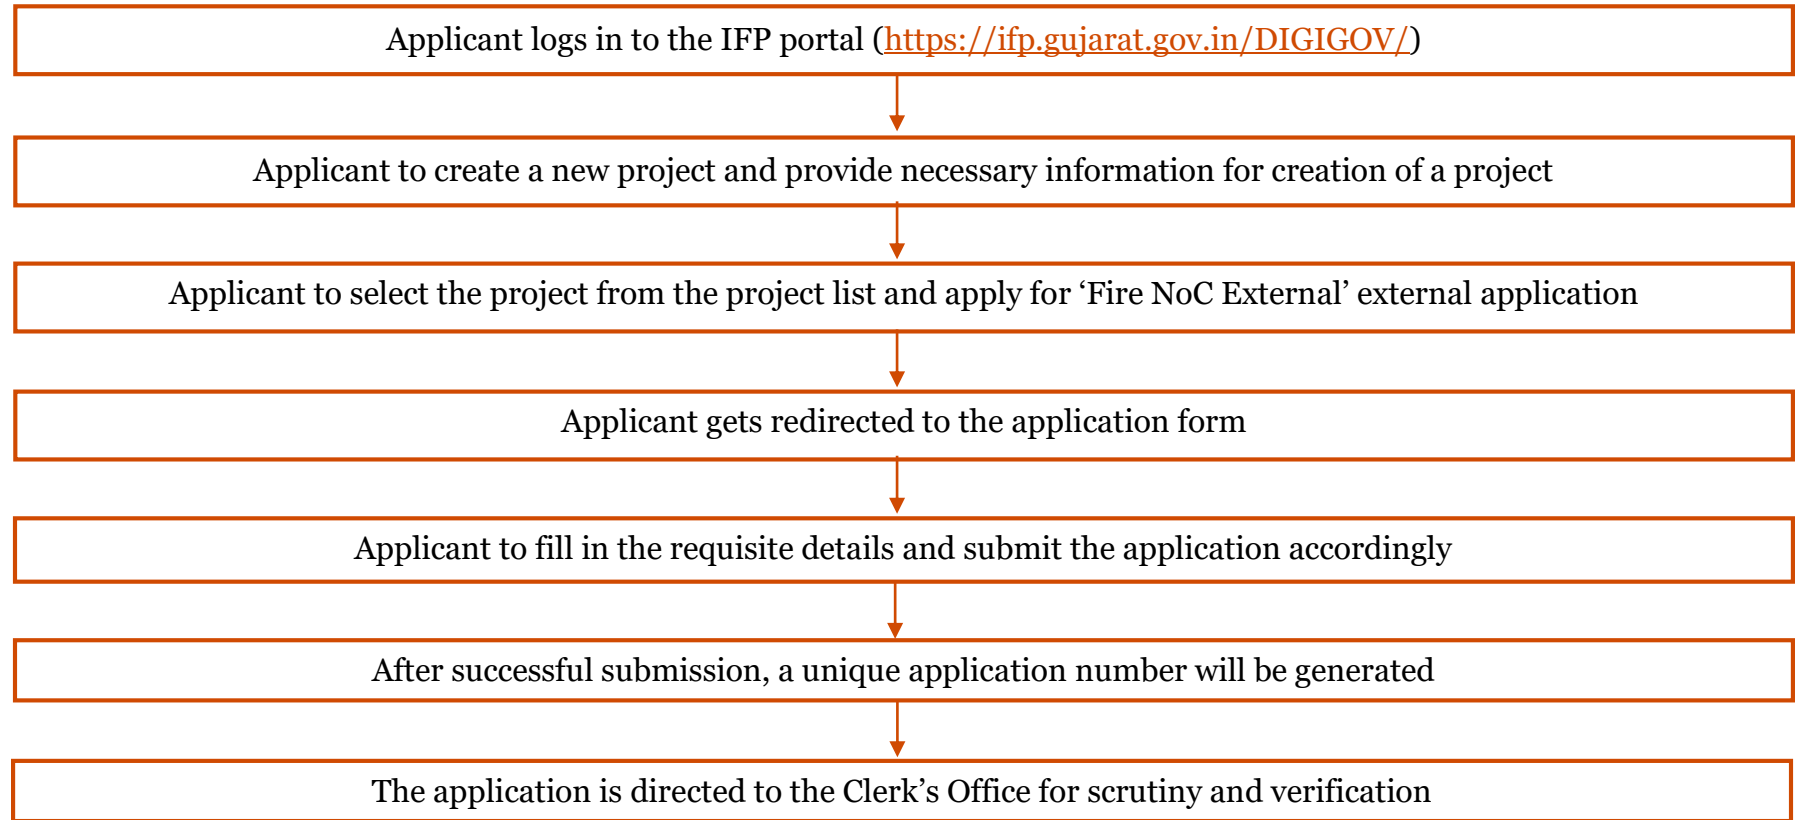 Applicant logs in to the IFP portal (https://ifp.gujarat.gov.in/DIGIGOV/)
Applicant to create a new project and provide necessary information for creation of a project
Applicant to select the project from the project list and apply for ‘Fire NoC External’ external application
Applicant gets redirected to the application form
Applicant to fill in the requisite details and submit the application accordingly
After successful submission, a unique application number will be generated
The application is directed to the Clerk’s Office for scrutiny and verification